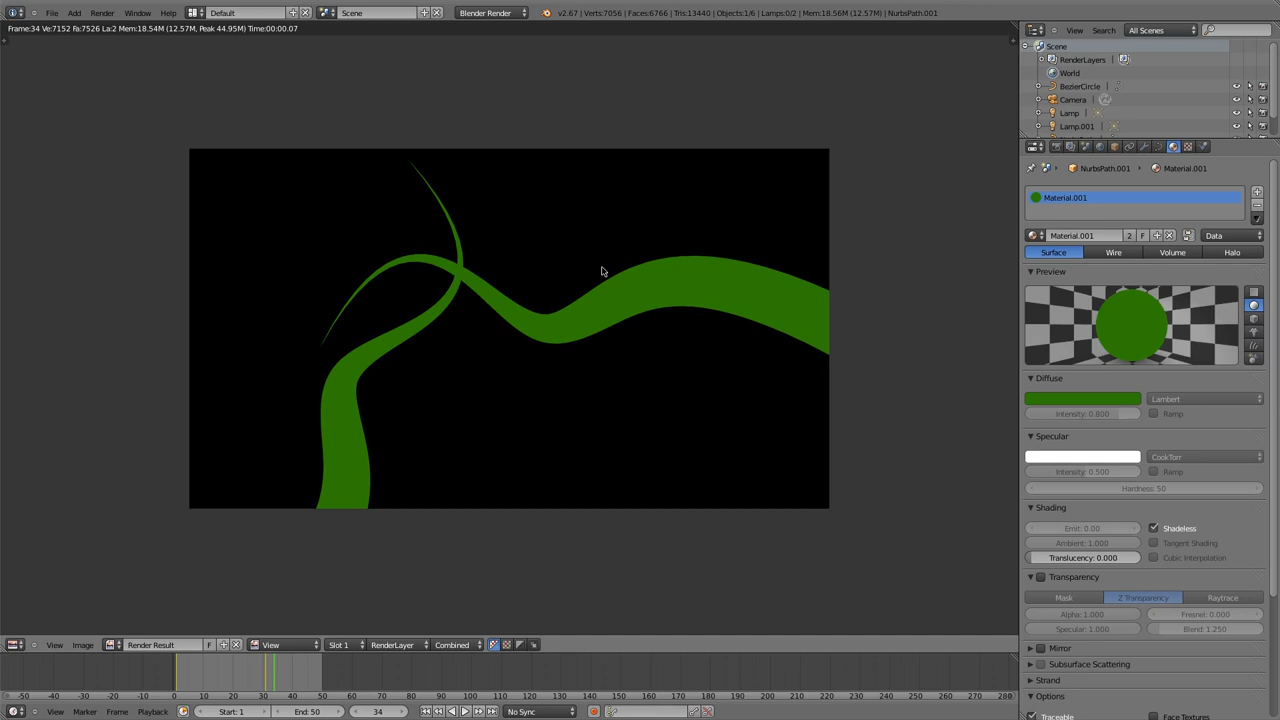 File Add Render Window Help Default Scene Blender Render v2.67 | Verts:7056 | Faces:6766 | Tris:13440 | Objects:1/6 | Lamps:0/2 | Mem:18.56M (12.57M) | NurbsPath.001
Frame:34 Ve:7152 Fa:7526 La:2 Mem:18.54M (12.57M, Peak 44.95M) Time:00:00.07
View Search All Scenes
Scene
RenderLayers
World
BezierCircle
Camera
Lamp
Lamp.001
NurbsPath.001 Material.001
Material.001
Material.001 2 F Data
Surface Wire Volume Halo
Preview
Diffuse
Lambert
Intensity: 0.800 Ramp
Specular
CookTorr
Intensity: 0.500 Ramp
Hardness: 50
Shading
Emit: 0.00 Shadeless
Ambient: 1.000 Tangent Shading
Translucency: 0.000 Cubic Interpolation
Transparency
Mask Z Transparency Raytrace
Alpha: 1.000 Fresnel: 0.000
Specular: 1.000 Blend: 1.250
Mirror
Subsurface Scattering
Strand
Options
Traceable Face Textures
View Image Render Result F View Slot 1 RenderLayer Combined
-50 -40 -30 -20 -10 0 10 20 30 40 50 60 70 80 90 100 110 120 130 140 150 160 170 180 190 200 210 220 230 240 250 260 270 280
View Marker Frame Playback Start: 1 End: 50 34 No Sync